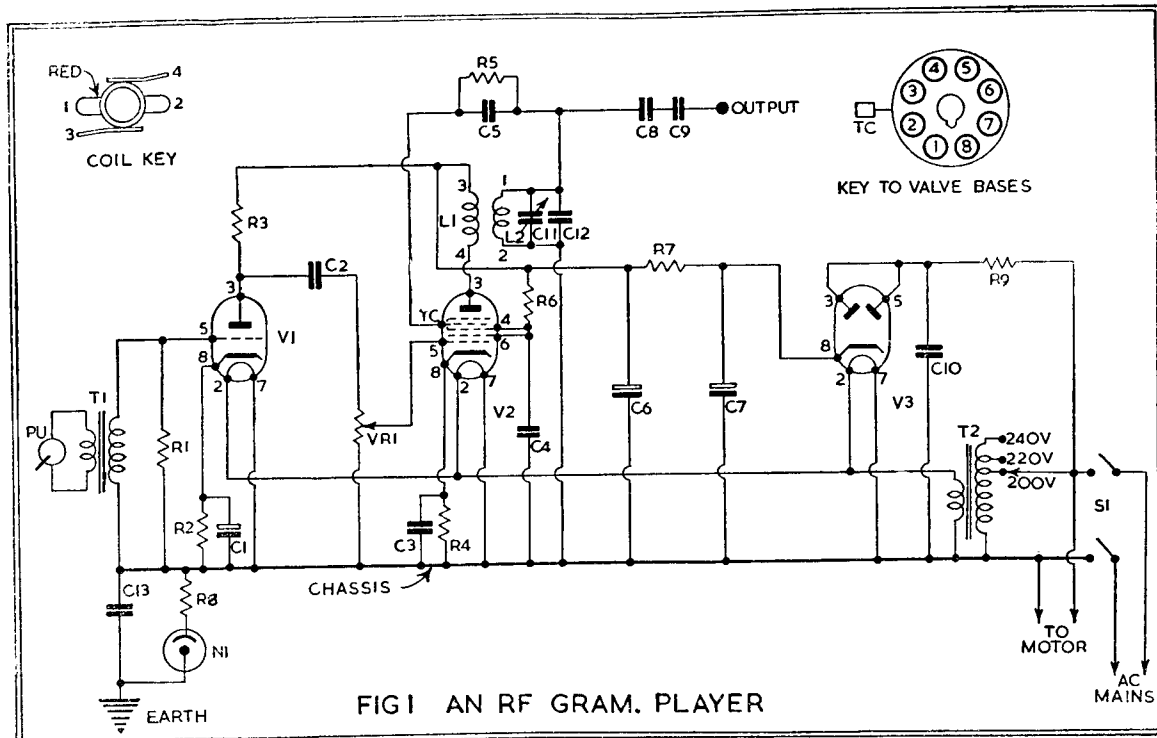 RED
1
2
3
4
COIL KEY
R5
C5
C8 C9
OUTPUT
4 5
3 6
2 7
1 8
TC
KEY TO VALVE BASES
R3
3
L1
4
1
L2
2
C11 C12
C2
R7
R9
3
5
V1
8
2
7
3
YC
4
5
6
8
2
7
V2
R6
C4
3
5
8
2
7
V3
C10
C6
C7
T1
PU
R1
R2
C1
VR1
C3
R4
T2
240V
220V
200V
S1
CHASSIS
C13
R8
N1
EARTH
TO
MOTOR
AC
MAINS
FIG 1 AN RF GRAM. PLAYER